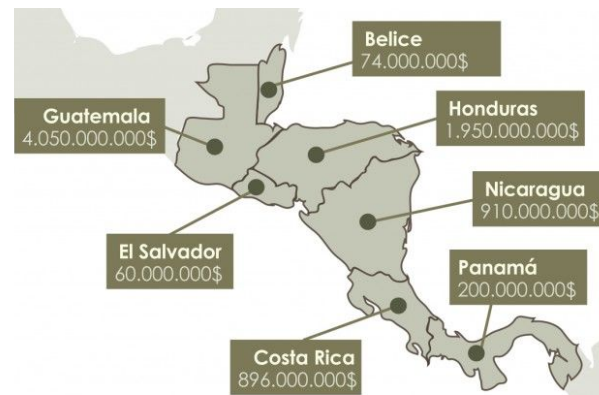 Belice
74.000.000$
Guatemala
4.050.000.000$
Honduras
1.950.000.000$
Nicaragua
910.000.000$
El Salvador
60.000.000$
Panamá
200.000.000$
Costa Rica
896.000.000$